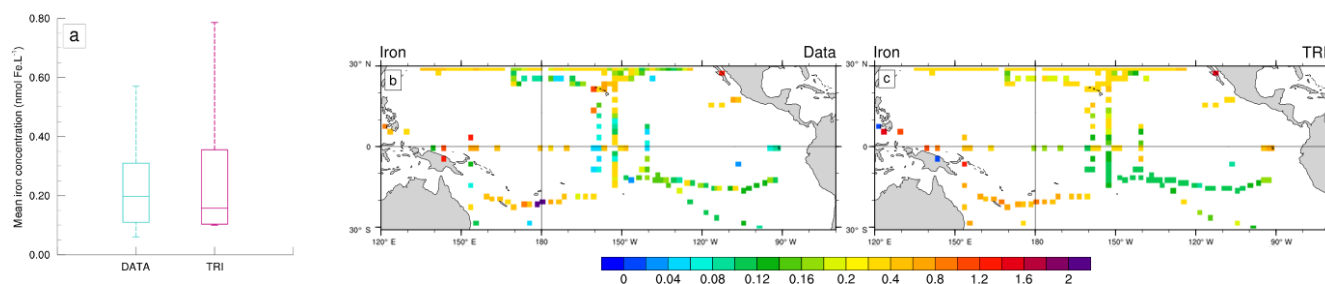 a
Mean iron concentration (nmol Fe.L⁻¹)
0.80
0.60
0.40
0.20
0.00
DATA
TRI
Iron
Data
b
30° N
0
30° S
120° E
150° E
180°
150° W
120° W
90° W
Iron
TRI
c
30° N
0
30° S
120° E
150° E
180°
150° W
120° W
90° W
0
0.04
0.08
0.12
0.16
0.2
0.4
0.8
1.2
1.6
2